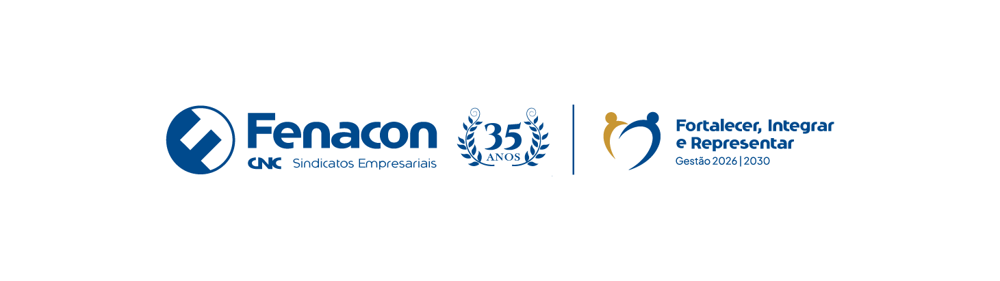 Fenacon
CNC Sindicatos Empresariais
35
ANOS
Fortalecer, Integrar
e Representar
Gestão 2026 | 2030